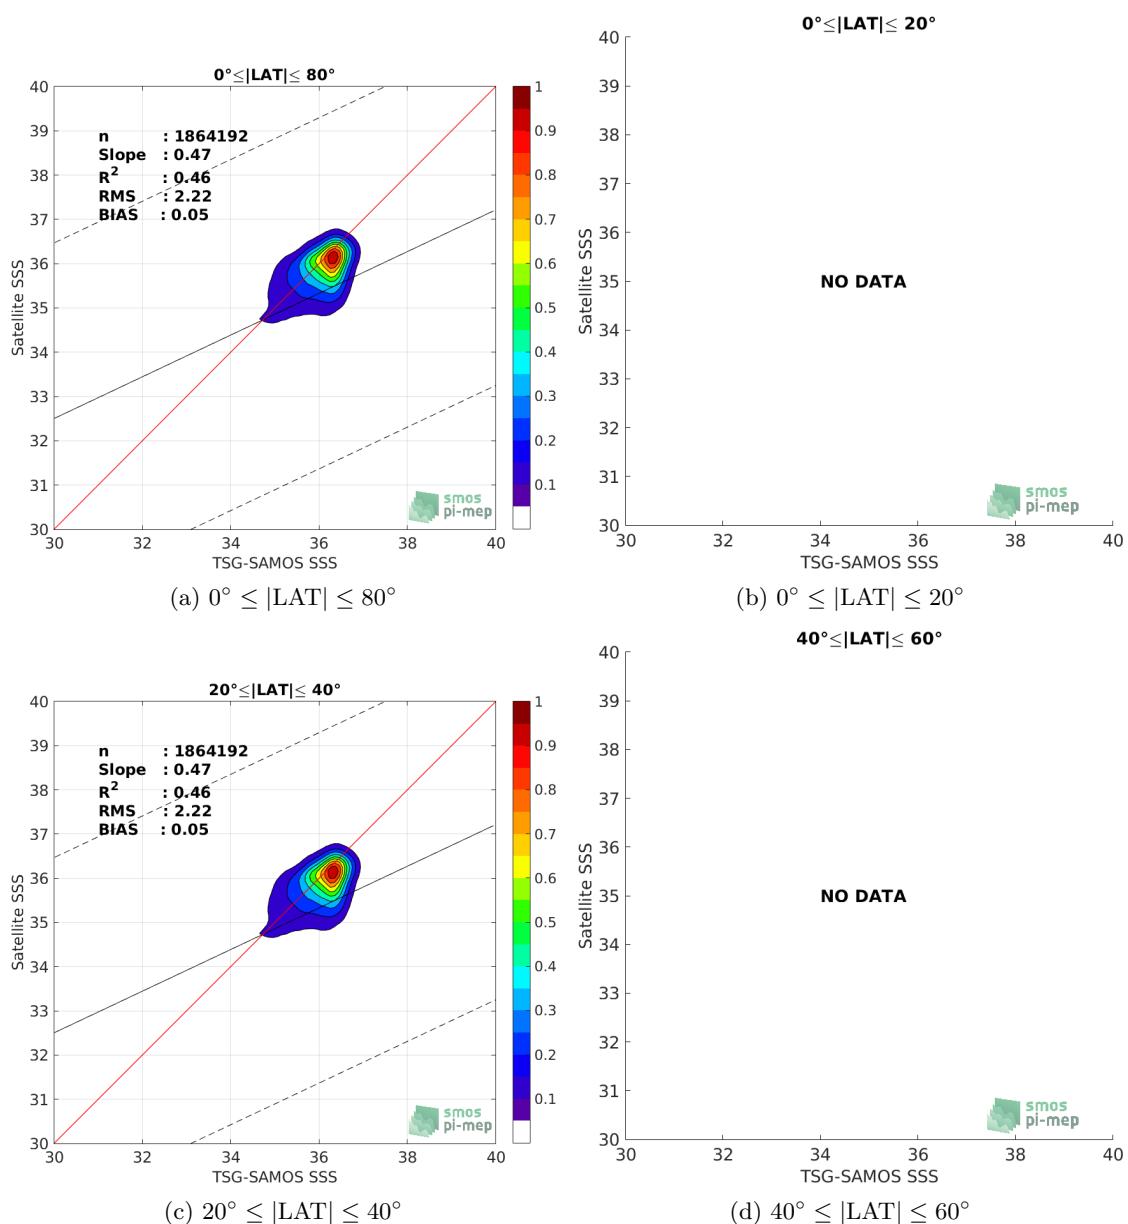 0°≤|LAT|≤ 80°
n : 1864192
Slope : 0.47
R2 : 0.46
RMS : 2.22
BIAS : 0.05
40
39
38
37
36
35
34
33
32
31
30
30 32 34 36 38 40
Satellite SSS
TSG-SAMOS SSS
1
0.9
0.8
0.7
0.6
0.5
0.4
0.3
0.2
0.1
smos
pi-mep
(a) 0° ≤ |LAT| ≤ 80°
0°≤|LAT|≤ 20°
40
39
38
37
36
35
34
33
32
31
30
30 32 34 36 38 40
Satellite SSS
TSG-SAMOS SSS
NO DATA
smos
pi-mep
(b) 0° ≤ |LAT| ≤ 20°
20°≤|LAT|≤ 40°
n : 1864192
Slope : 0.47
R2 : 0.46
RMS : 2.22
BIAS : 0.05
40
39
38
37
36
35
34
33
32
31
30
30 32 34 36 38 40
Satellite SSS
TSG-SAMOS SSS
1
0.9
0.8
0.7
0.6
0.5
0.4
0.3
0.2
0.1
smos
pi-mep
(c) 20° ≤ |LAT| ≤ 40°
40°≤|LAT|≤ 60°
40
39
38
37
36
35
34
33
32
31
30
30 32 34 36 38 40
Satellite SSS
TSG-SAMOS SSS
NO DATA
smos
pi-mep
(d) 40° ≤ |LAT| ≤ 60°